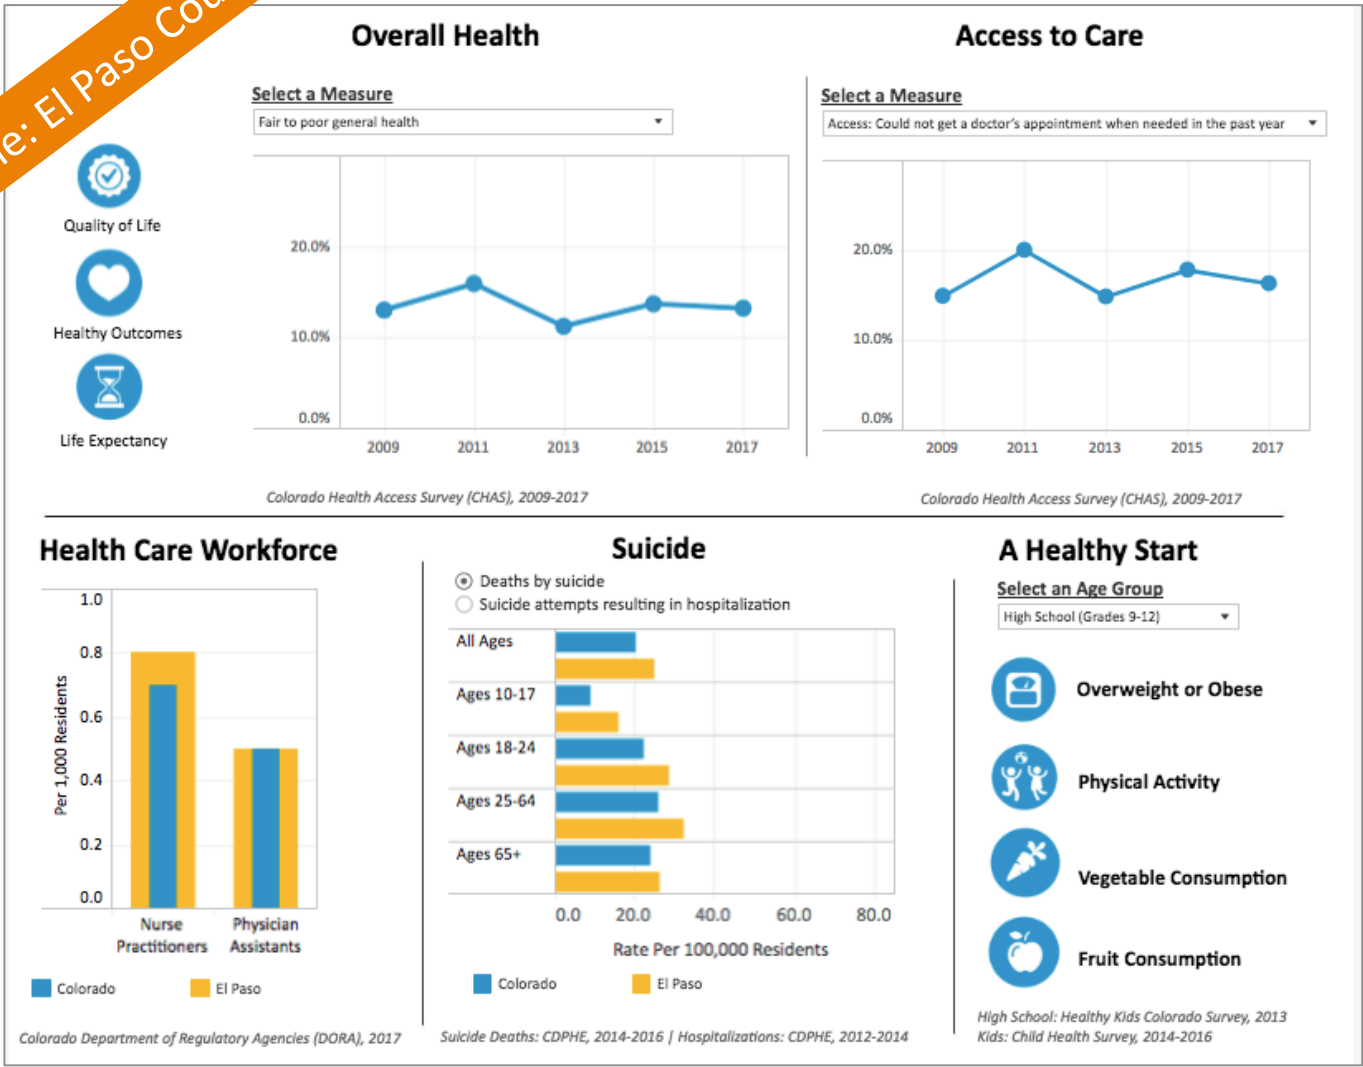 El Paso
Overall Health
Access to Care
Select a Measure
Fair to poor general health
Select a Measure
Access: Could not get a doctor's appointment when needed in the past year
Quality of Life
Healthy Outcomes
Life Expectancy
20.0%
10.0%
0.0%
2009 2011 2013 2015 2017
Colorado Health Access Survey (CHAS), 2009-2017
20.0%
10.0%
0.0%
2009 2011 2013 2015 2017
Colorado Health Access Survey (CHAS), 2009-2017
Health Care Workforce
Per 1,000 Residents
1.0
0.8
0.6
0.4
0.2
0.0
Nurse
Practitioners
Physician
Assistants
Colorado
El Paso
Colorado Department of Regulatory Agencies (DORA), 2017
Suicide
Deaths by suicide
Suicide attempts resulting in hospitalization
All Ages
Ages 10-17
Ages 18-24
Ages 25-64
Ages 65+
0.0 20.0 40.0 60.0 80.0
Rate Per 100,000 Residents
Colorado
El Paso
Suicide Deaths: CDPHE, 2014-2016 | Hospitalizations: CDPHE, 2012-2014
A Healthy Start
Select an Age Group
High School (Grades 9-12)
Overweight or Obese
Physical Activity
Vegetable Consumption
Fruit Consumption
High School: Healthy Kids Colorado Survey, 2013
Kids: Child Health Survey, 2014-2016